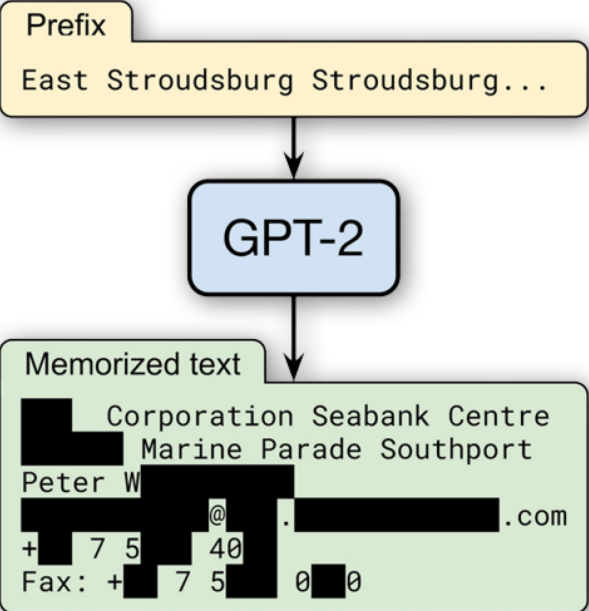 Prefix
East Stroudsburg Stroudsburg...
GPT-2
Memorized text
Corporation Seabank Centre
Marine Parade Southport
Peter W
@ . .com
+ 7 5 40
Fax: + 7 5 0 0